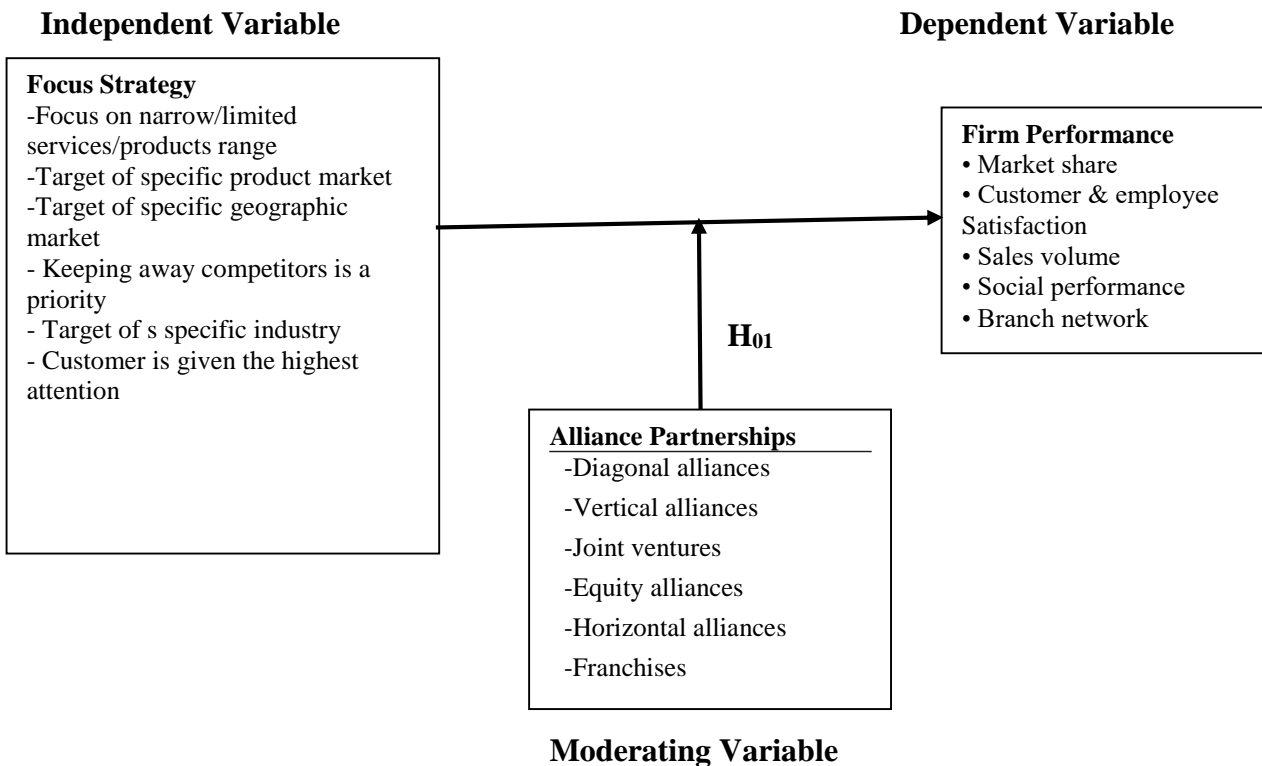 Independent Variable
Dependent Variable
Focus Strategy
-Focus on narrow/limited
services/products range
-Target of specific product market
-Target of specific geographic
market
- Keeping away competitors is a
priority
- Target of s specific industry
- Customer is given the highest
attention
Firm Performance
• Market share
• Customer & employee
Satisfaction
• Sales volume
• Social performance
• Branch network
H01
Alliance Partnerships
-Diagonal alliances
-Vertical alliances
-Joint ventures
-Equity alliances
-Horizontal alliances
-Franchises
Moderating Variable